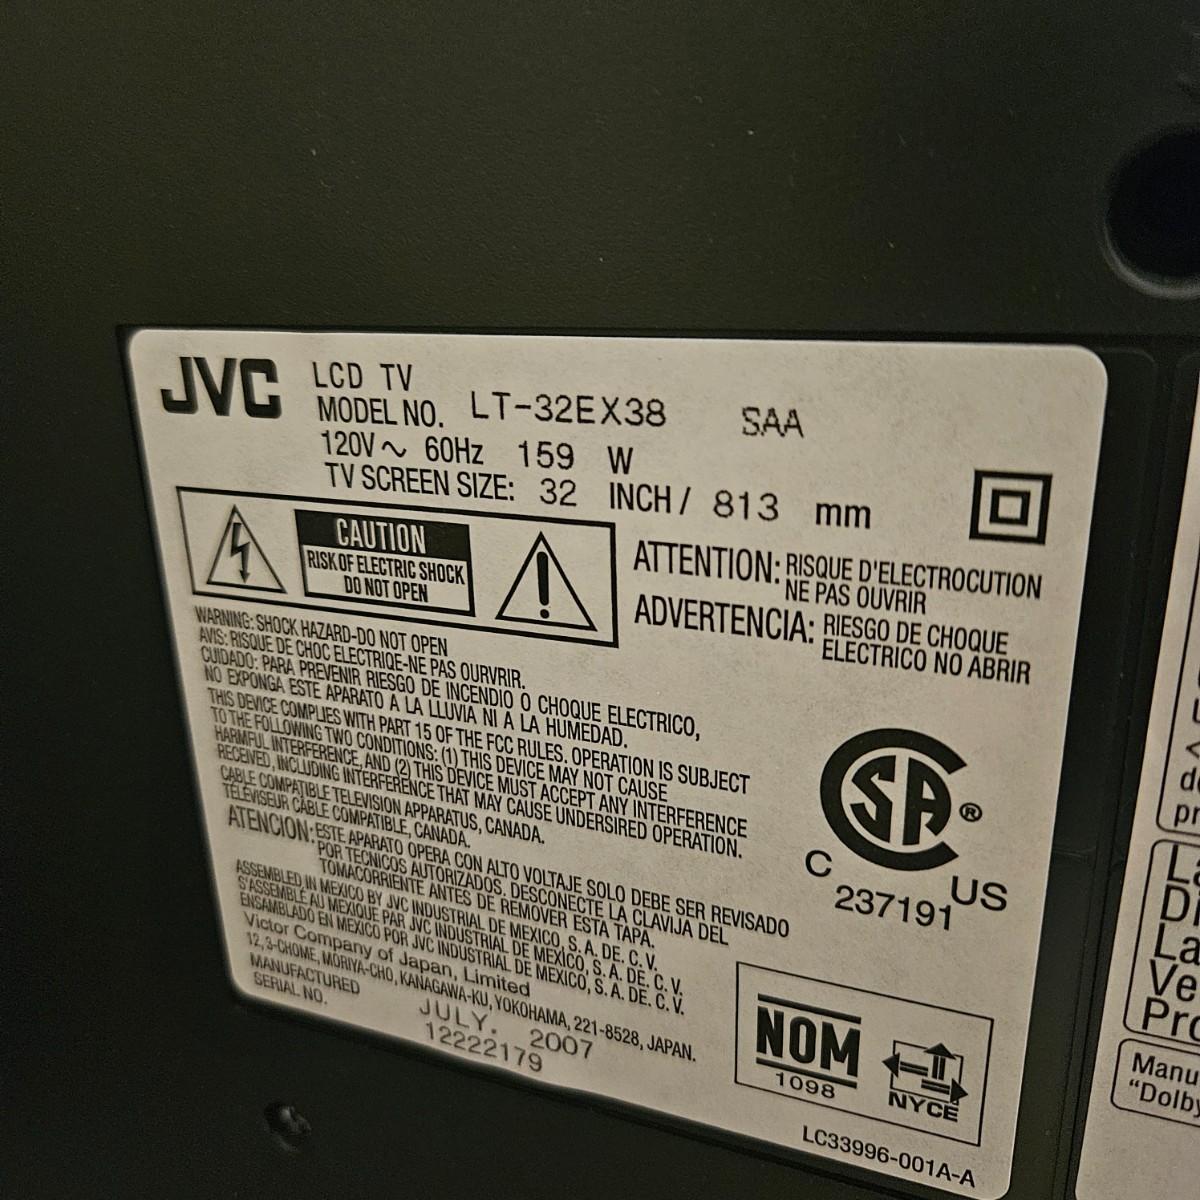 JVC LCD TV
MODEL NO. LT-32EX38 SAA
120V~ 60Hz 159 W
TV SCREEN SIZE: 32 INCH / 813 mm
CAUTION
RISK OF ELECTRIC SHOCK
DO NOT OPEN
ATTENTION: RISQUE D'ELECTROCUTION
NE PAS OUVRIR
ADVERTENCIA: RIESGO DE CHOQUE
ELECTRICO NO ABRIR
WARNING: SHOCK HAZARD-DO NOT OPEN
AVIS: RISQUE DE CHOC ELECTRIQE-NE PAS OURVRIR.
CUIDADO: PARA PREVENIR RIESGO DE INCENDIO O CHOQUE ELECTRICO,
NO EXPONGA ESTE APARATO A LA LLUVIA NI A LA HUMEDAD.
THIS DEVICE COMPLIES WITH PART 15 OF THE FCC RULES. OPERATION IS SUBJECT
TO THE FOLLOWING TWO CONDITIONS: (1) THIS DEVICE MAY NOT CAUSE
HARMFUL INTERFERENCE, AND (2) THIS DEVICE MUST ACCEPT ANY INTERFERENCE
RECEIVED, INCLUDING INTERFERENCE THAT MAY CAUSE UNDERSIRED OPERATION.
CABLE COMPATIBLE TELEVISION APPARATUS, CANADA.
TÉLÉVISEUR CÂBLE COMPATIBLE, CANADA.
ATENCION: ESTE APARATO OPERA CON ALTO VOLTAJE SOLO DEBE SER REVISADO
POR TECNICOS AUTORIZADOS. DESCONECTE LA CLAVIJA DEL
TOMACORRIENTE ANTES DE REMOVER ESTA TAPA.
ASSEMBLED IN MEXICO BY JVC INDUSTRIAL DE MEXICO, S. A. DE. C. V.
S'ASSEMBLÉ AU MEXIQUE PAR JVC INDUSTRIAL DE MEXICO, S. A. DE. C. V.
ENSAMBLADO EN MEXICO POR JVC INDUSTRIAL DE MEXICO, S. A. DE. C. V.
Victor Company of Japan, Limited
12, 3-CHOME, MORIYA-CHO, KANAGAWA-KU, YOKOHAMA, 221-8528, JAPAN.
MANUFACTURED JULY. 2007
SERIAL NO. 12222179
SA ®
C US
237191
NOM
1098
NYCE
LC33996-001A-A
Manu
"Dolby